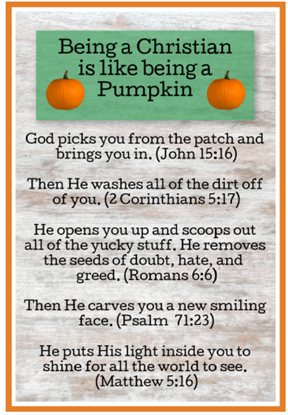 Being a Christian
is like being a
Pumpkin
God picks you from the patch and
brings you in. (John 15:16)
Then He washes all of the dirt off
of you. (2 Corinthians 5:17)
He opens you up and scoops out
all of the yucky stuff. He removes
the seeds of doubt, hate, and
greed. (Romans 6:6)
Then He carves you a new smiling
face. (Psalm 71:23)
He puts His light inside you to
shine for all the world to see.
(Matthew 5:16)